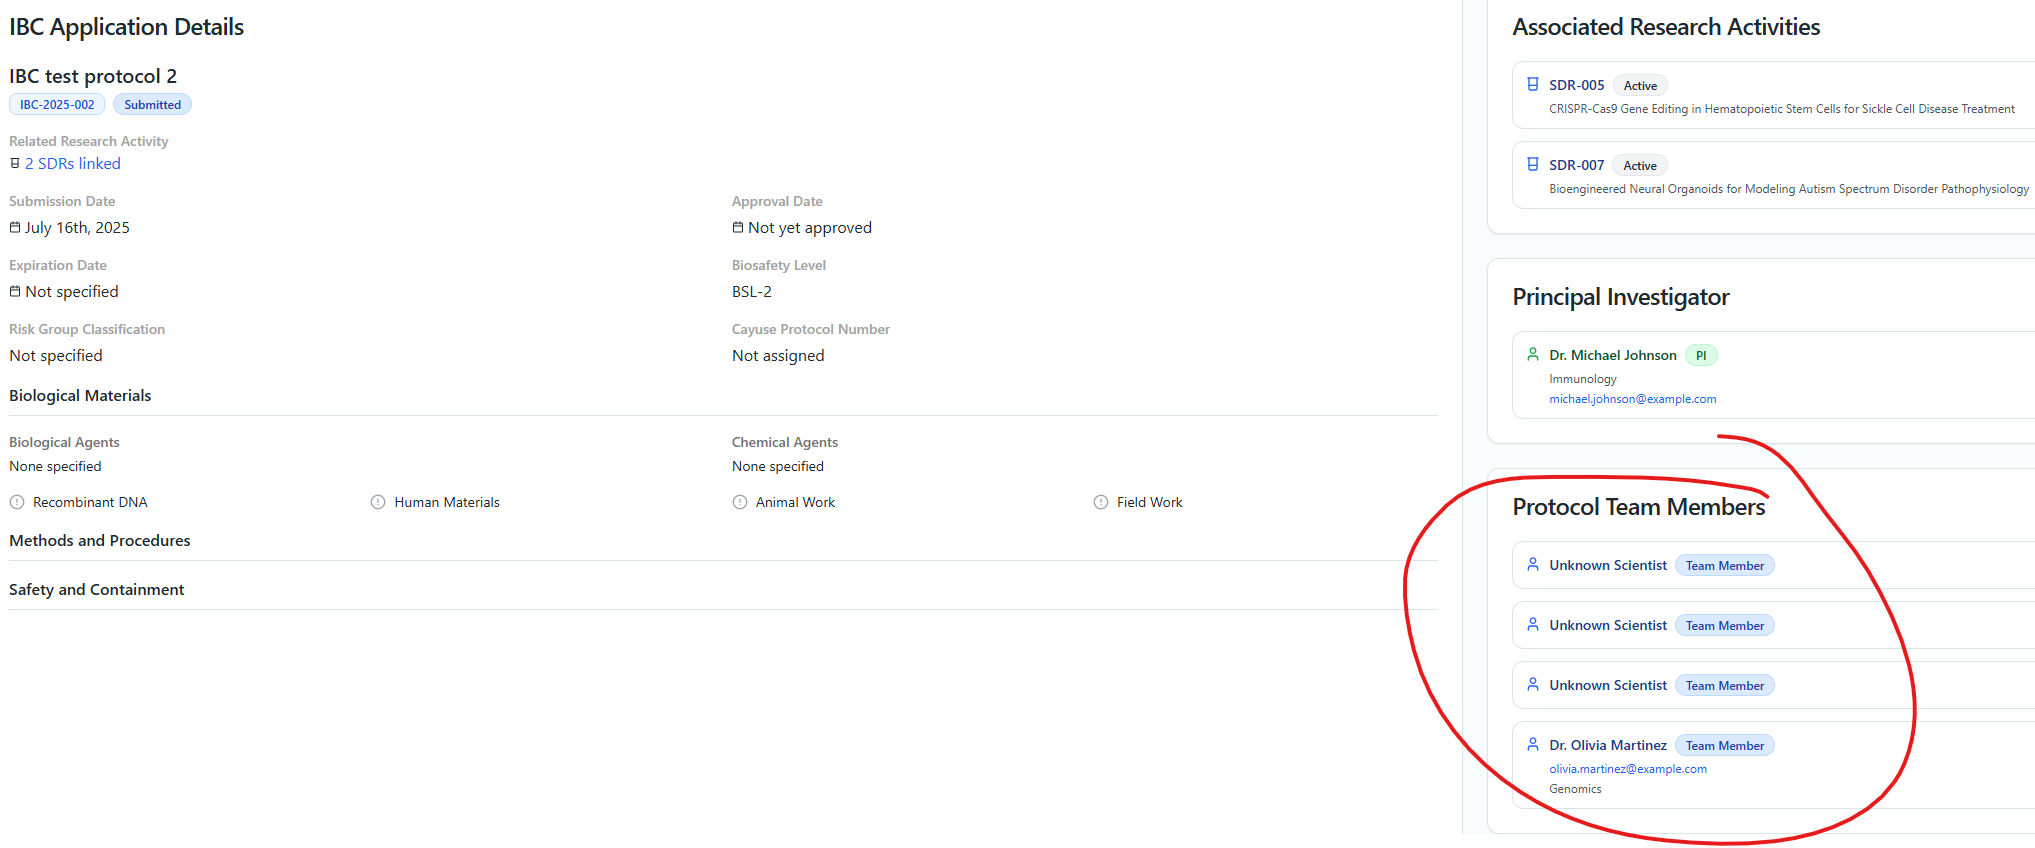 IBC Application Details
IBC test protocol 2
IBC-2025-002 Submitted
Related Research Activity
2 SDRs linked
Submission Date
July 16th, 2025
Approval Date
Not yet approved
Expiration Date
Not specified
Biosafety Level
BSL-2
Risk Group Classification
Not specified
Cayuse Protocol Number
Not assigned
Biological Materials
Biological Agents
None specified
Chemical Agents
None specified
Recombinant DNA
Human Materials
Animal Work
Field Work
Methods and Procedures
Safety and Containment
Associated Research Activities
SDR-005 Active
CRISPR-Cas9 Gene Editing in Hematopoietic Stem Cells for Sickle Cell Disease Treatment
SDR-007 Active
Bioengineered Neural Organoids for Modeling Autism Spectrum Disorder Pathophysiology
Principal Investigator
Dr. Michael Johnson PI
Immunology
michael.johnson@example.com
Protocol Team Members
Unknown Scientist Team Member
Unknown Scientist Team Member
Unknown Scientist Team Member
Dr. Olivia Martinez Team Member
olivia.martinez@example.com
Genomics